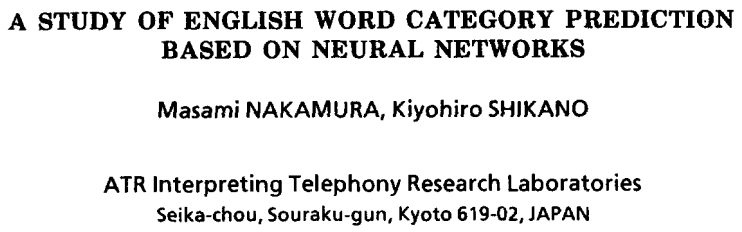 A STUDY OF ENGLISH WORD CATEGORY PREDICTION
BASED ON NEURAL NETWORKS
Masami NAKAMURA, Kiyohiro SHIKANO
ATR Interpreting Telephony Research Laboratories
Seika-chou, Souraku-gun, Kyoto 619-02, JAPAN